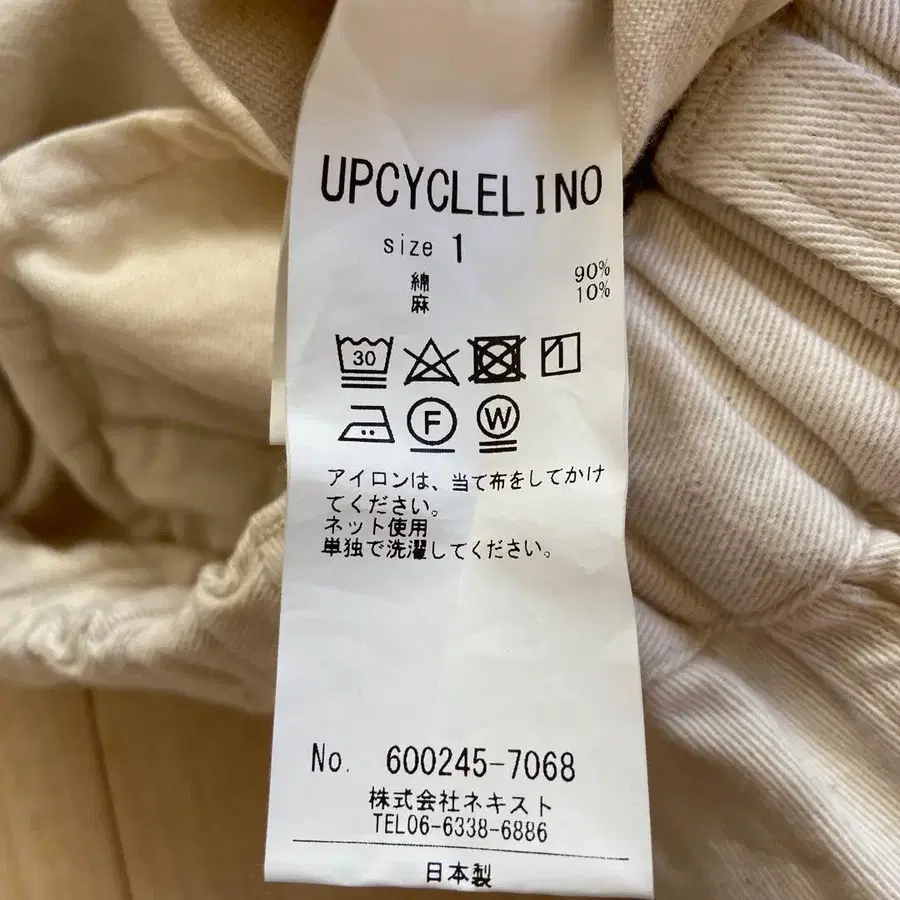 UPCYCLELINO
size 1
綿 90%
麻 10%
30
F W
アイロンは、当て布をしてかけ
てください。
ネット使用
単独で洗濯してください。
No. 600245-7068
株式会社ネキスト
TEL06-6338-6886
日本製